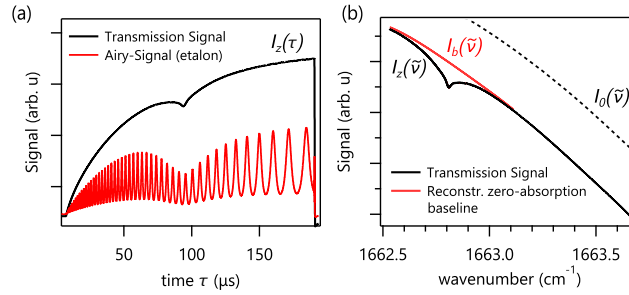 (a)
Transmission Signal
Airy-Signal (etalon)
I_z(τ)
Signal (arb. u)
50
100
150
time τ (µs)
(b)
I_b(ṽ)
I_z(ṽ)
I_0(ṽ)
Signal (arb. u)
Transmission Signal
Reconstr. zero-absorption
baseline
1662.5
1663.0
1663.5
wavenumber (cm⁻¹)